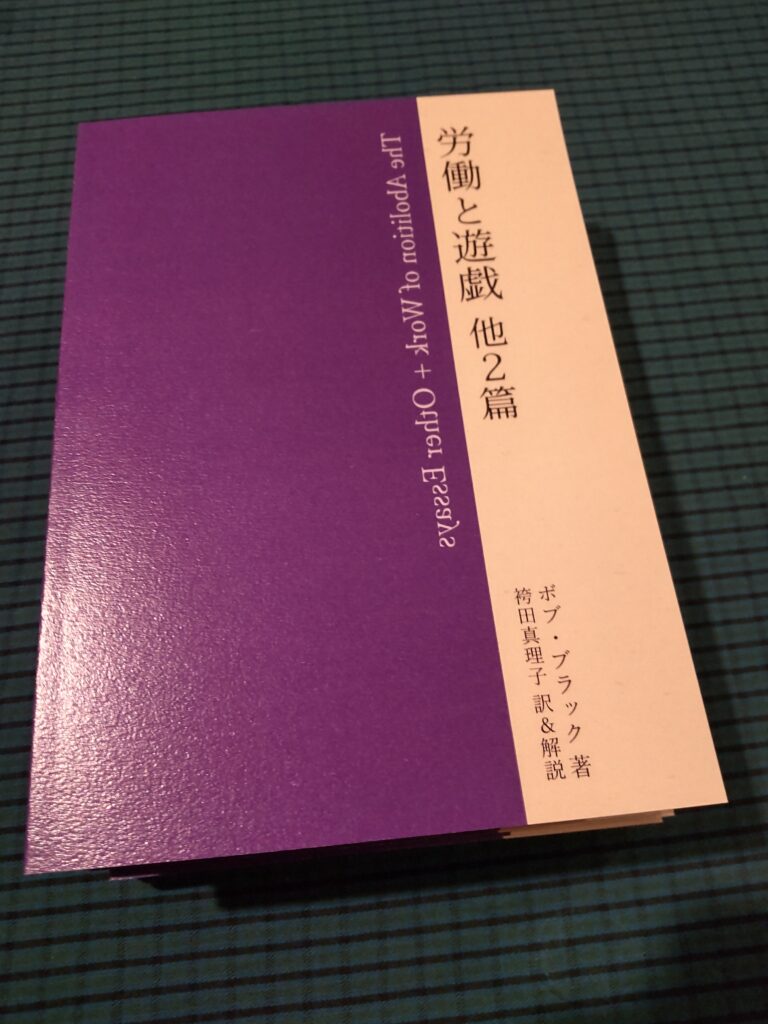 労働と遊戯 他2篇
The Abolition of Work + Other Essays
ボブ・ブラック 著
袴田真理子 訳&解説